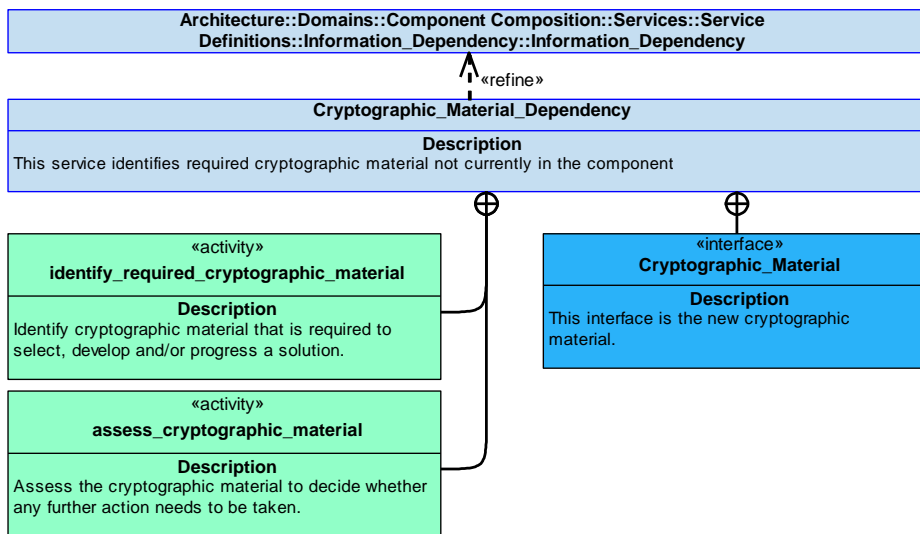 Architecture::Domains::Component Composition::Services::Service
Definitions::Information_Dependency::Information_Dependency
«refine»
Cryptographic_Material_Dependency
Description
This service identifies required cryptographic material not currently in the component
«activity»
identify_required_cryptographic_material
Description
Identify cryptographic material that is required to
select, develop and/or progress a solution.
«interface»
Cryptographic_Material
Description
This interface is the new cryptographic
material.
«activity»
assess_cryptographic_material
Description
Assess the cryptographic material to decide whether
any further action needs to be taken.